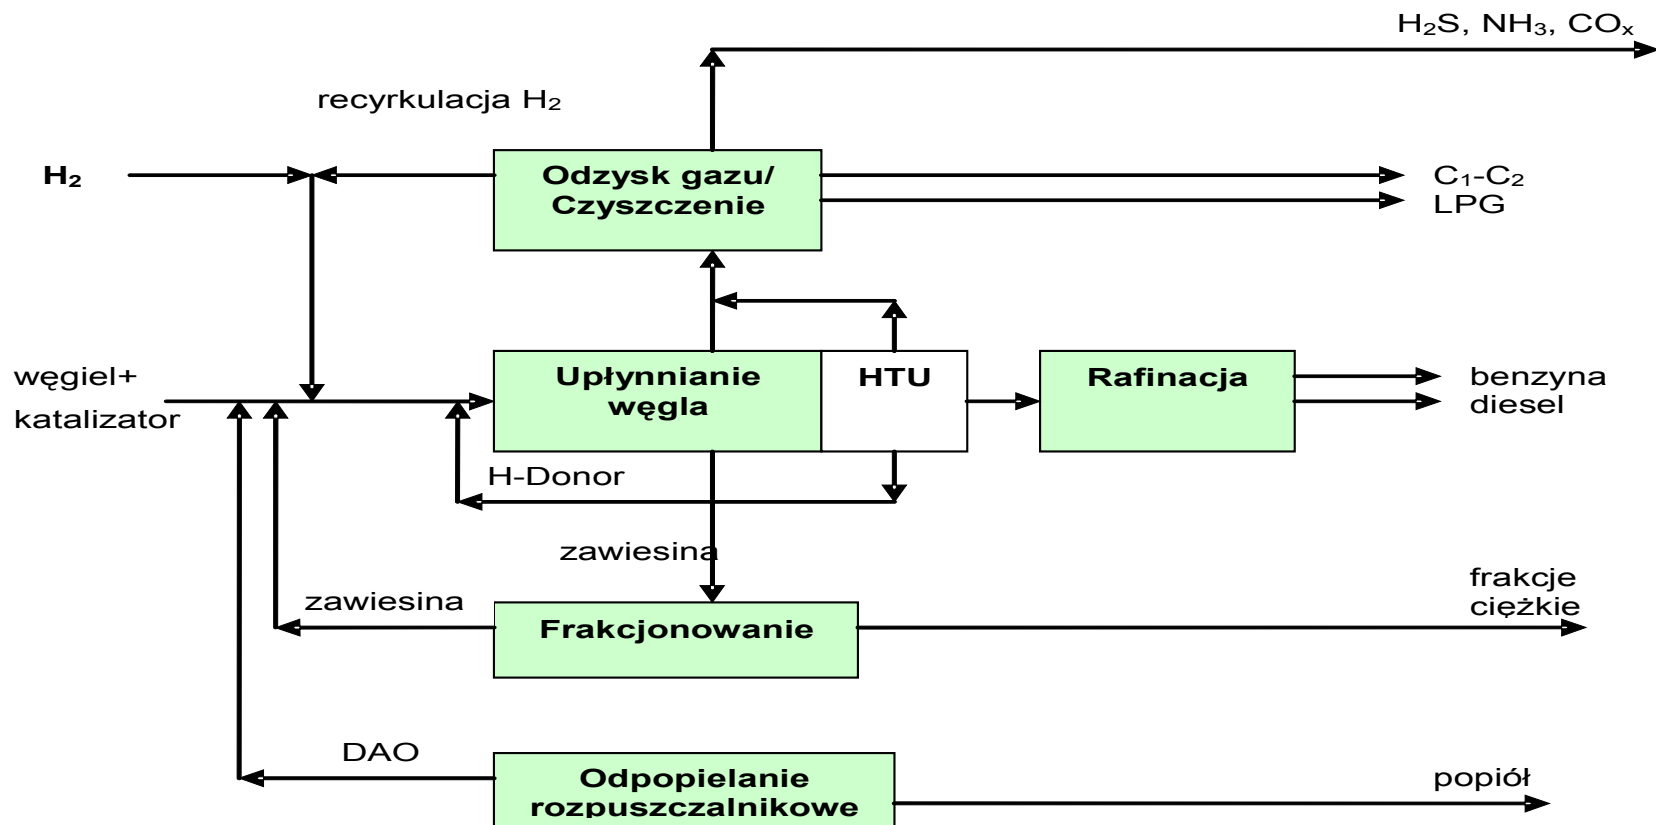 H₂S, NH₃, COₓ
recyrkulacja H₂
H₂
Odzysk gazu/
Czyszczenie
C₁-C₂
LPG
węgiel+
katalizator
Upłynnianie
węgla
HTU
Rafinacja
benzyna
diesel
H-Donor
zawiesina
zawiesina
Frakcjonowanie
frakcje
ciężkie
DAO
Odpopielanie
rozpuszczalnikowe
popiół